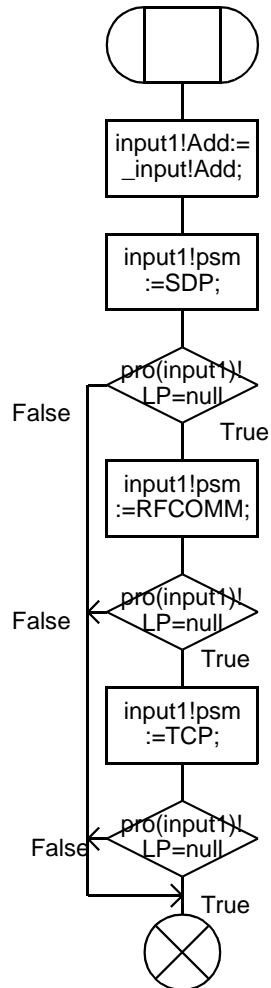 input1!Add:=
_input!Add;
input1!psm
:=SDP;
pro(input1)!
LP=null
False
True
input1!psm
:=RFCOMM;
pro(input1)!
LP=null
False
True
input1!psm
:=TCP;
pro(input1)!
LP=null
False
True